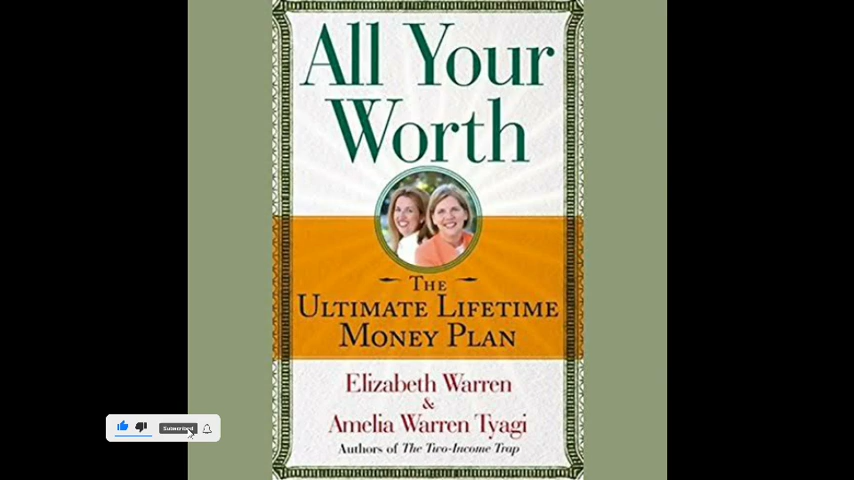 All Your
Worth
THE
ULTIMATE LIFETIME
MONEY PLAN
Elizabeth Warren
&
Amelia Warren Tyagi
Authors of The Two-Income Trap
Subscribed